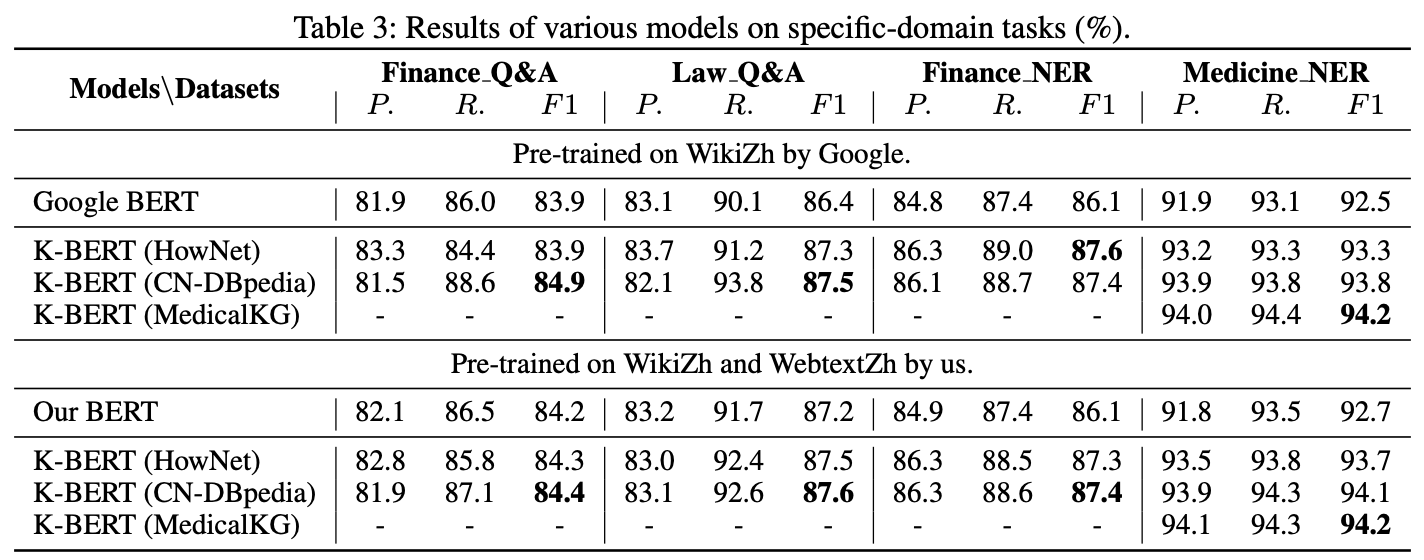 Table 3: Results of various models on specific-domain tasks (%).
Models\Datasets Finance_Q&A Law_Q&A Finance_NER Medicine_NER
P. R. F1 P. R. F1 P. R. F1 P. R. F1
Pre-trained on WikiZh by Google.
Google BERT 81.9 86.0 83.9 83.1 90.1 86.4 84.8 87.4 86.1 91.9 93.1 92.5
K-BERT (HowNet) 83.3 84.4 83.9 83.7 91.2 87.3 86.3 89.0 87.6 93.2 93.3 93.3
K-BERT (CN-DBpedia) 81.5 88.6 84.9 82.1 93.8 87.5 86.1 88.7 87.4 93.9 93.8 93.8
K-BERT (MedicalKG) - - - - - - - - - 94.0 94.4 94.2
Pre-trained on WikiZh and WebtextZh by us.
Our BERT 82.1 86.5 84.2 83.2 91.7 87.2 84.9 87.4 86.1 91.8 93.5 92.7
K-BERT (HowNet) 82.8 85.8 84.3 83.0 92.4 87.5 86.3 88.5 87.3 93.5 93.8 93.7
K-BERT (CN-DBpedia) 81.9 87.1 84.4 83.1 92.6 87.6 86.3 88.6 87.4 93.9 94.3 94.1
K-BERT (MedicalKG) - - - - - - - - - 94.1 94.3 94.2